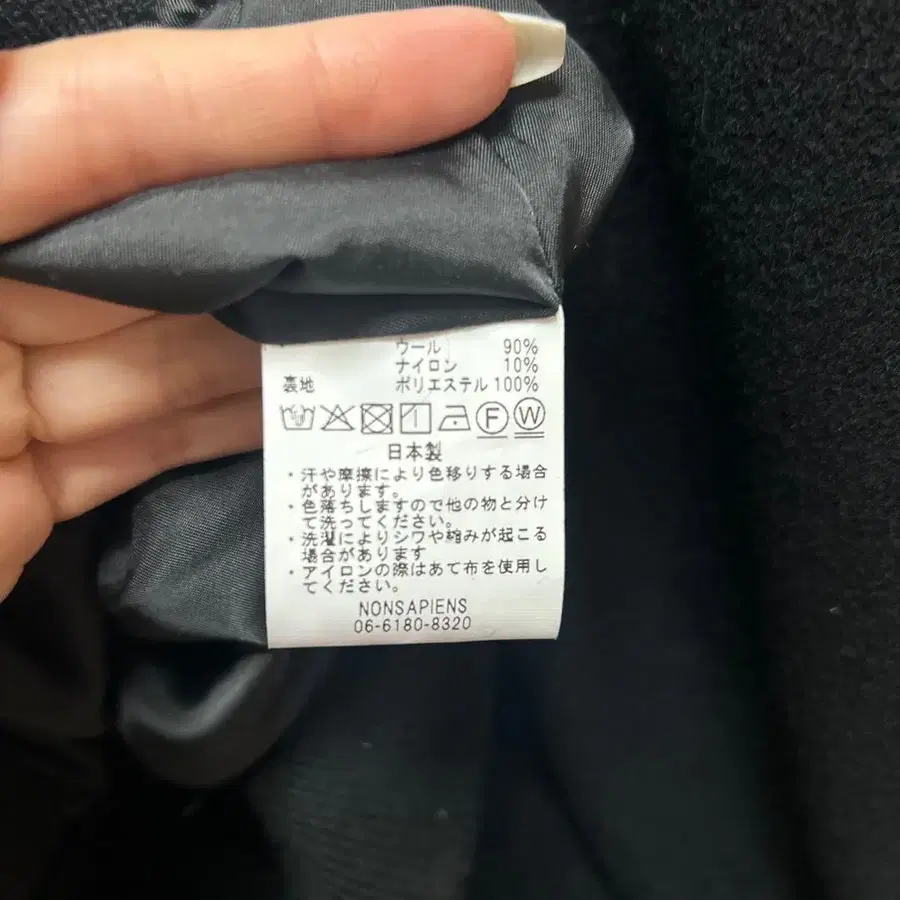 ウール 90%
ナイロン 10%
裏地 ポリエステル 100%
F W
日本製
・汗や摩擦により色移りする場合
があります。
・色落ちしますので他の物と分け
て洗ってください。
・洗濯によりシワや縮みが起こる
場合があります
・アイロンの際はあて布を使用し
てください。
NONSAPIENS
06-6180-8320